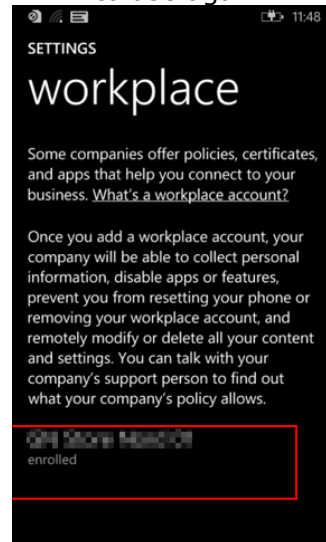 11:48
SETTINGS
workplace
Some companies offer policies, certificates,
and apps that help you connect to your
business. What's a workplace account?
Once you add a workplace account, your
company will be able to collect personal
information, disable apps or features,
prevent you from resetting your phone or
removing your workplace account, and
remotely modify or delete all your content
and settings. You can talk with your
company's support person to find out
what your company's policy allows.
enrolled